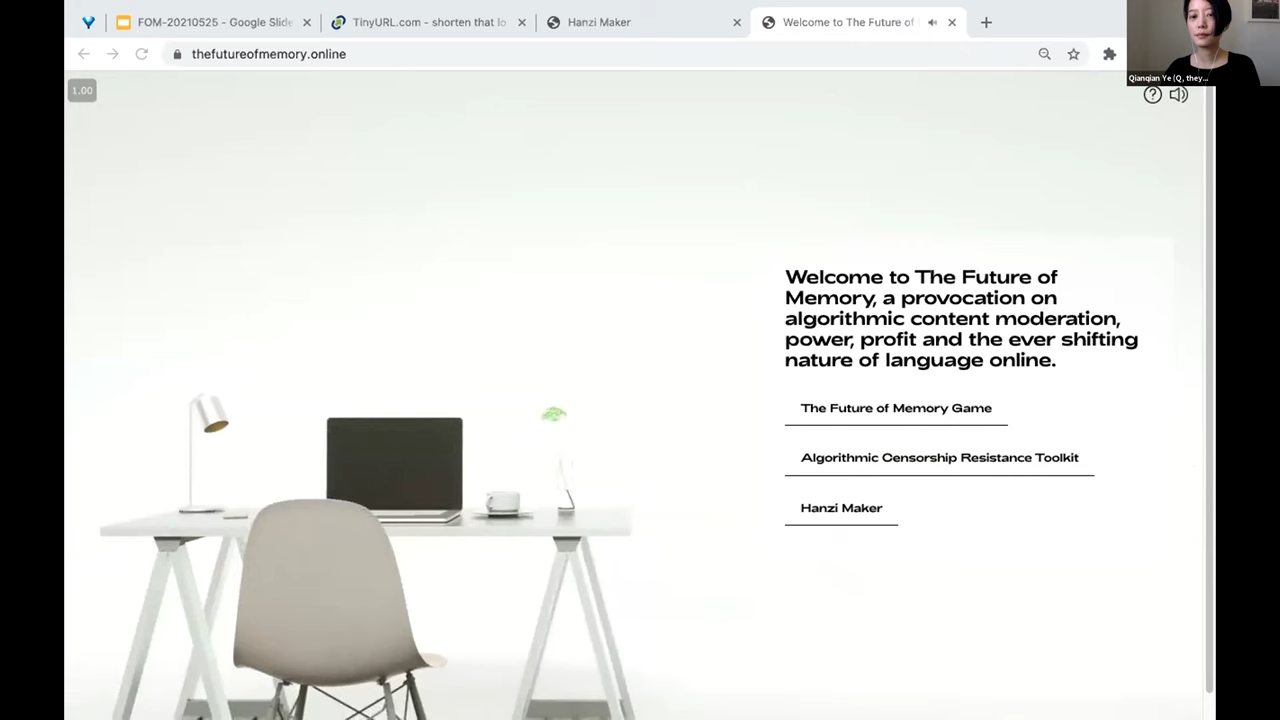 FOM-20210525 - Google Slide
TinyURL.com - shorten that lo
Hanzi Maker
Welcome to The Future of
thefutureofmemory.online
Qianqian Ye (Q, they...
1.00
?
Welcome to The Future of
Memory, a provocation on
algorithmic content moderation,
power, profit and the ever shifting
nature of language online.
The Future of Memory Game
Algorithmic Censorship Resistance Toolkit
Hanzi Maker